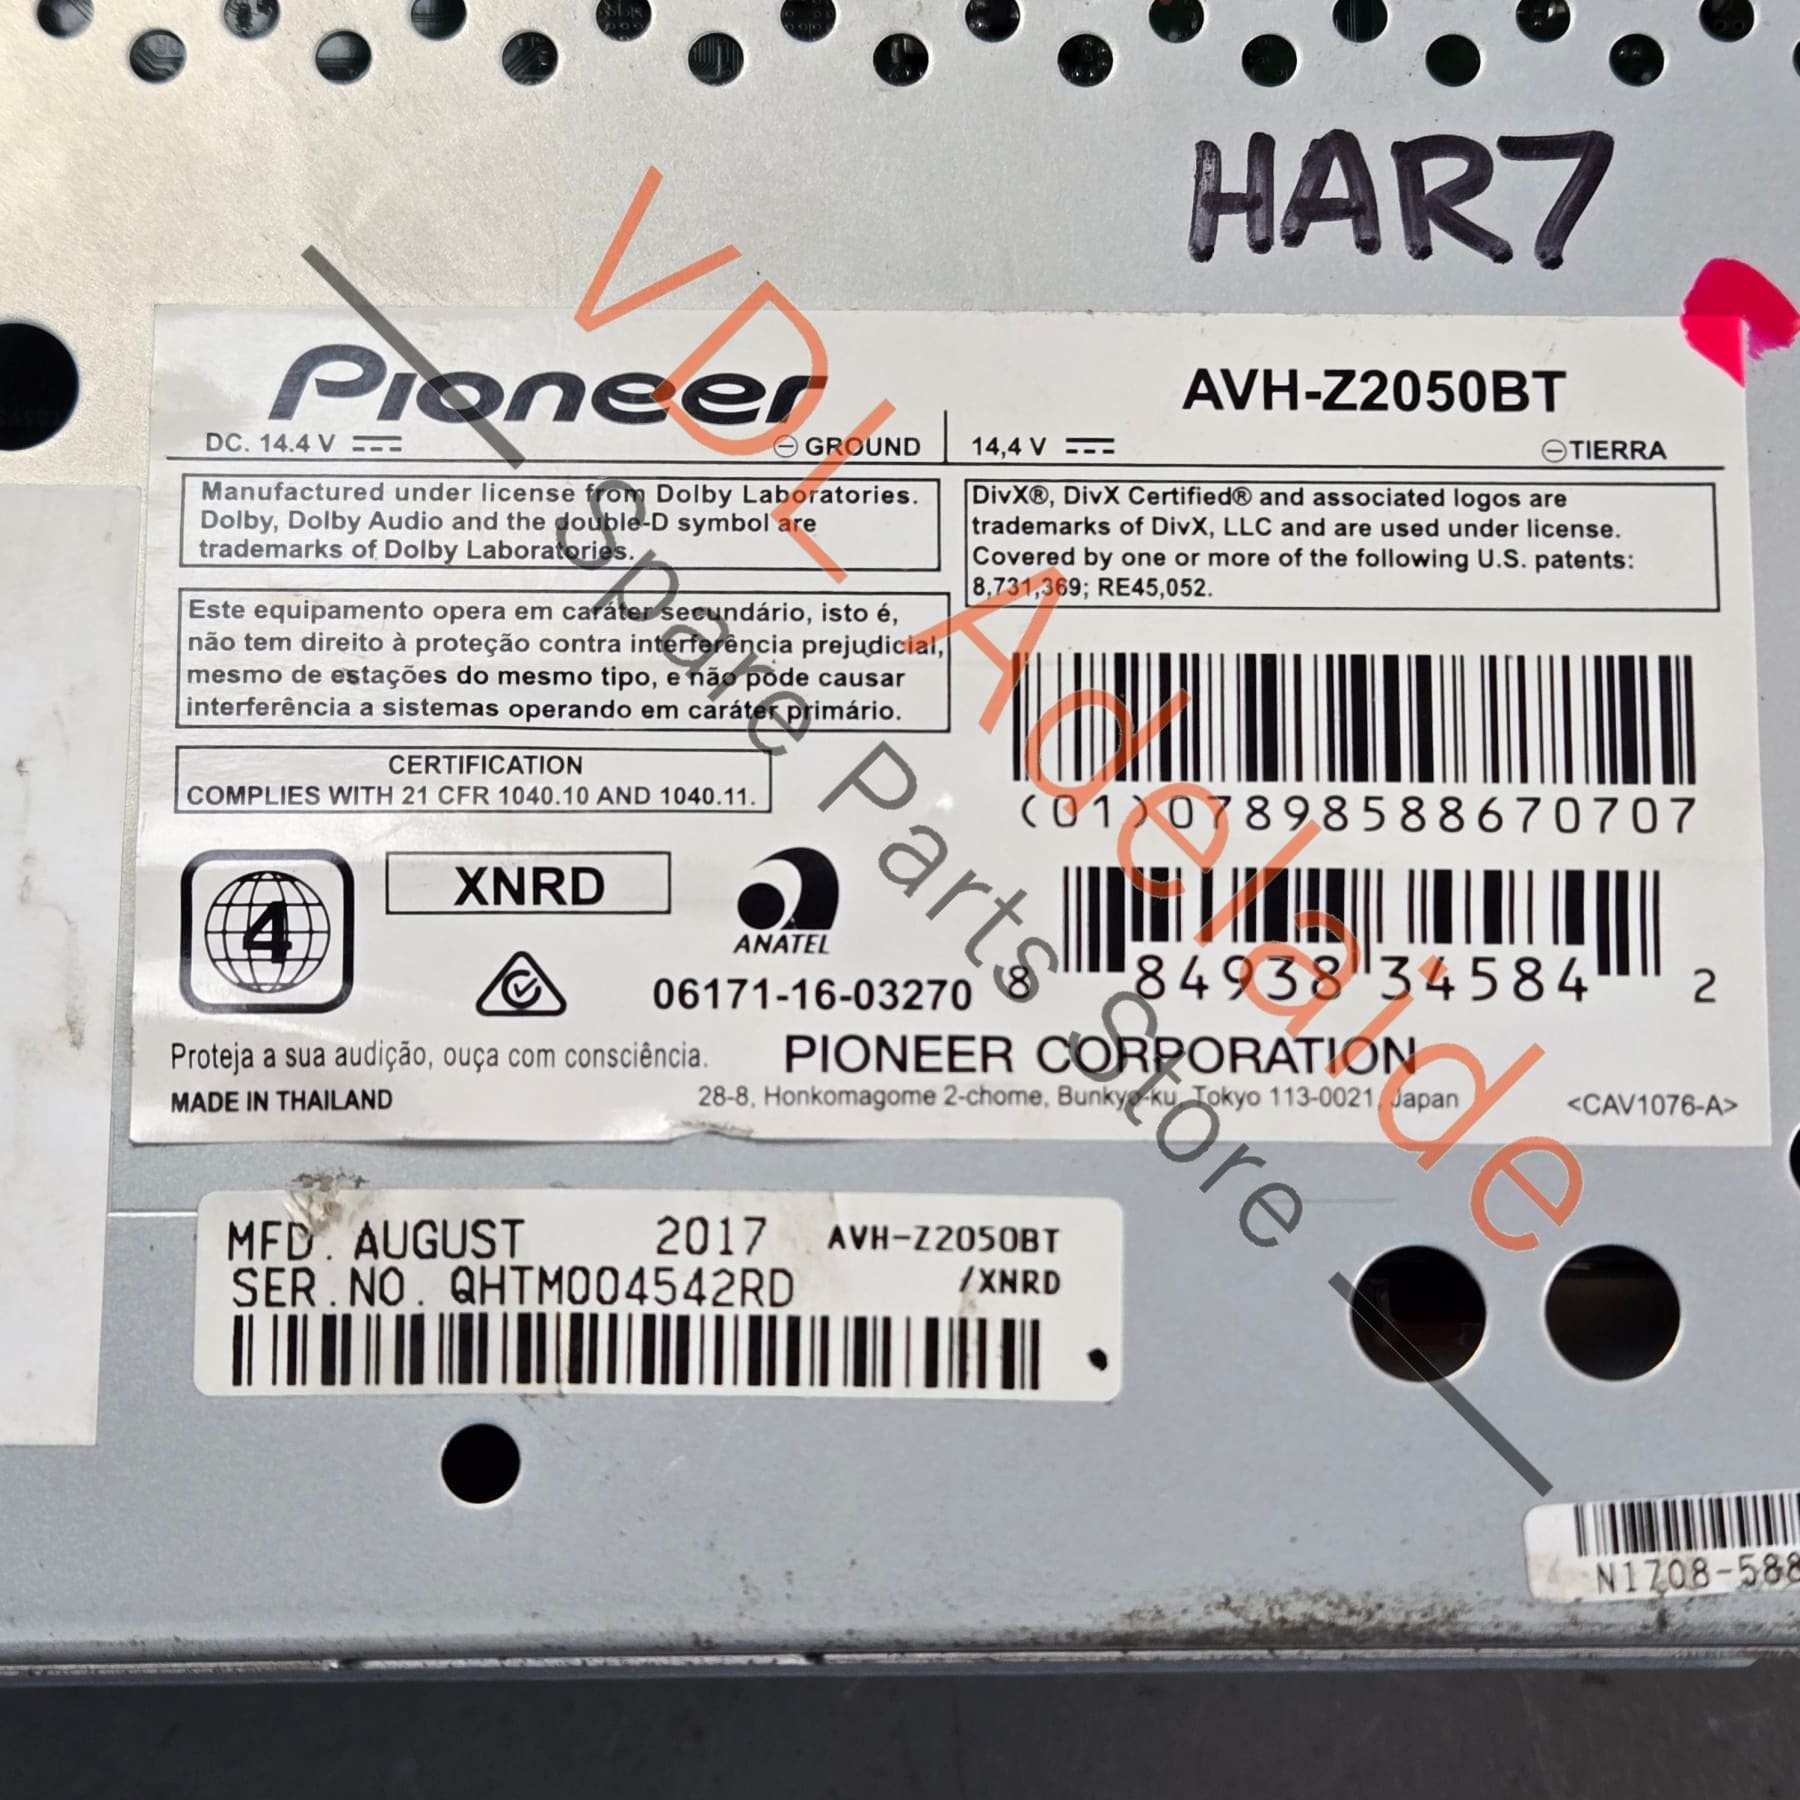 HAR7
Pioneer
AVH-Z2050BT
DC. 14.4 V
GROUND
14,4 V
TIERRA
Manufactured under license from Dolby Laboratories.
Dolby, Dolby Audio and the double-D symbol are
trademarks of Dolby Laboratories.
DivX®, DivX Certified® and associated logos are
trademarks of DivX, LLC and are used under license.
Covered by one or more of the following U.S. patents:
8,731,369; RE45,052.
Este equipamento opera em caráter secundário, isto é,
não tem direito à proteção contra interferência prejudicial,
mesmo de estações do mesmo tipo, e não pode causar
interferência a sistemas operando em caráter primário.
CERTIFICATION
COMPLIES WITH 21 CFR 1040.10 AND 1040.11.
(01)07898588670707
4
XNRD
ANATEL
06171-16-03270
8 84938 34584 2
Proteja a sua audição, ouça com consciência.
MADE IN THAILAND
PIONEER CORPORATION
28-8, Honkomagome 2-chome, Bunkyo-ku, Tokyo 113-0021, Japan
<CAV1076-A>
MFD. AUGUST 2017 AVH-Z2050BT
SER.NO. QHTM004542RD /XNRD
N1708-588
VDL Adelaide
Spare Parts Store